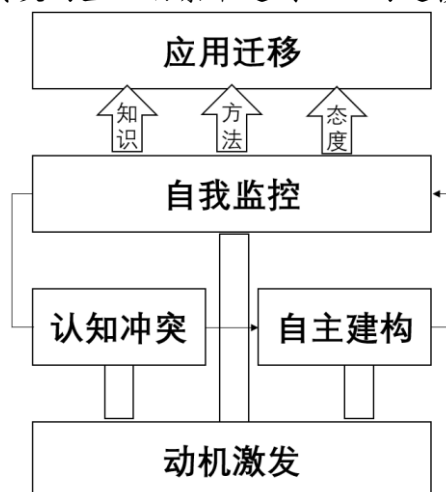 应用迁移
知识 方法 态度
自我监控
认知冲突 自主建构
动机激发